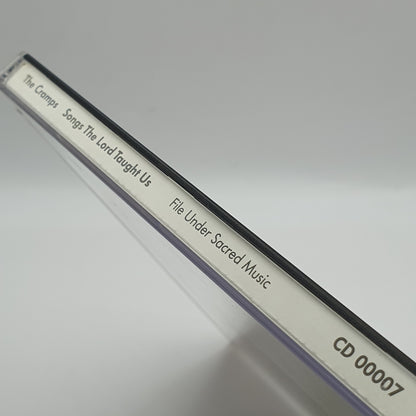 The Cramps Songs The Lord Taught Us File Under Sacred Music CD 00007